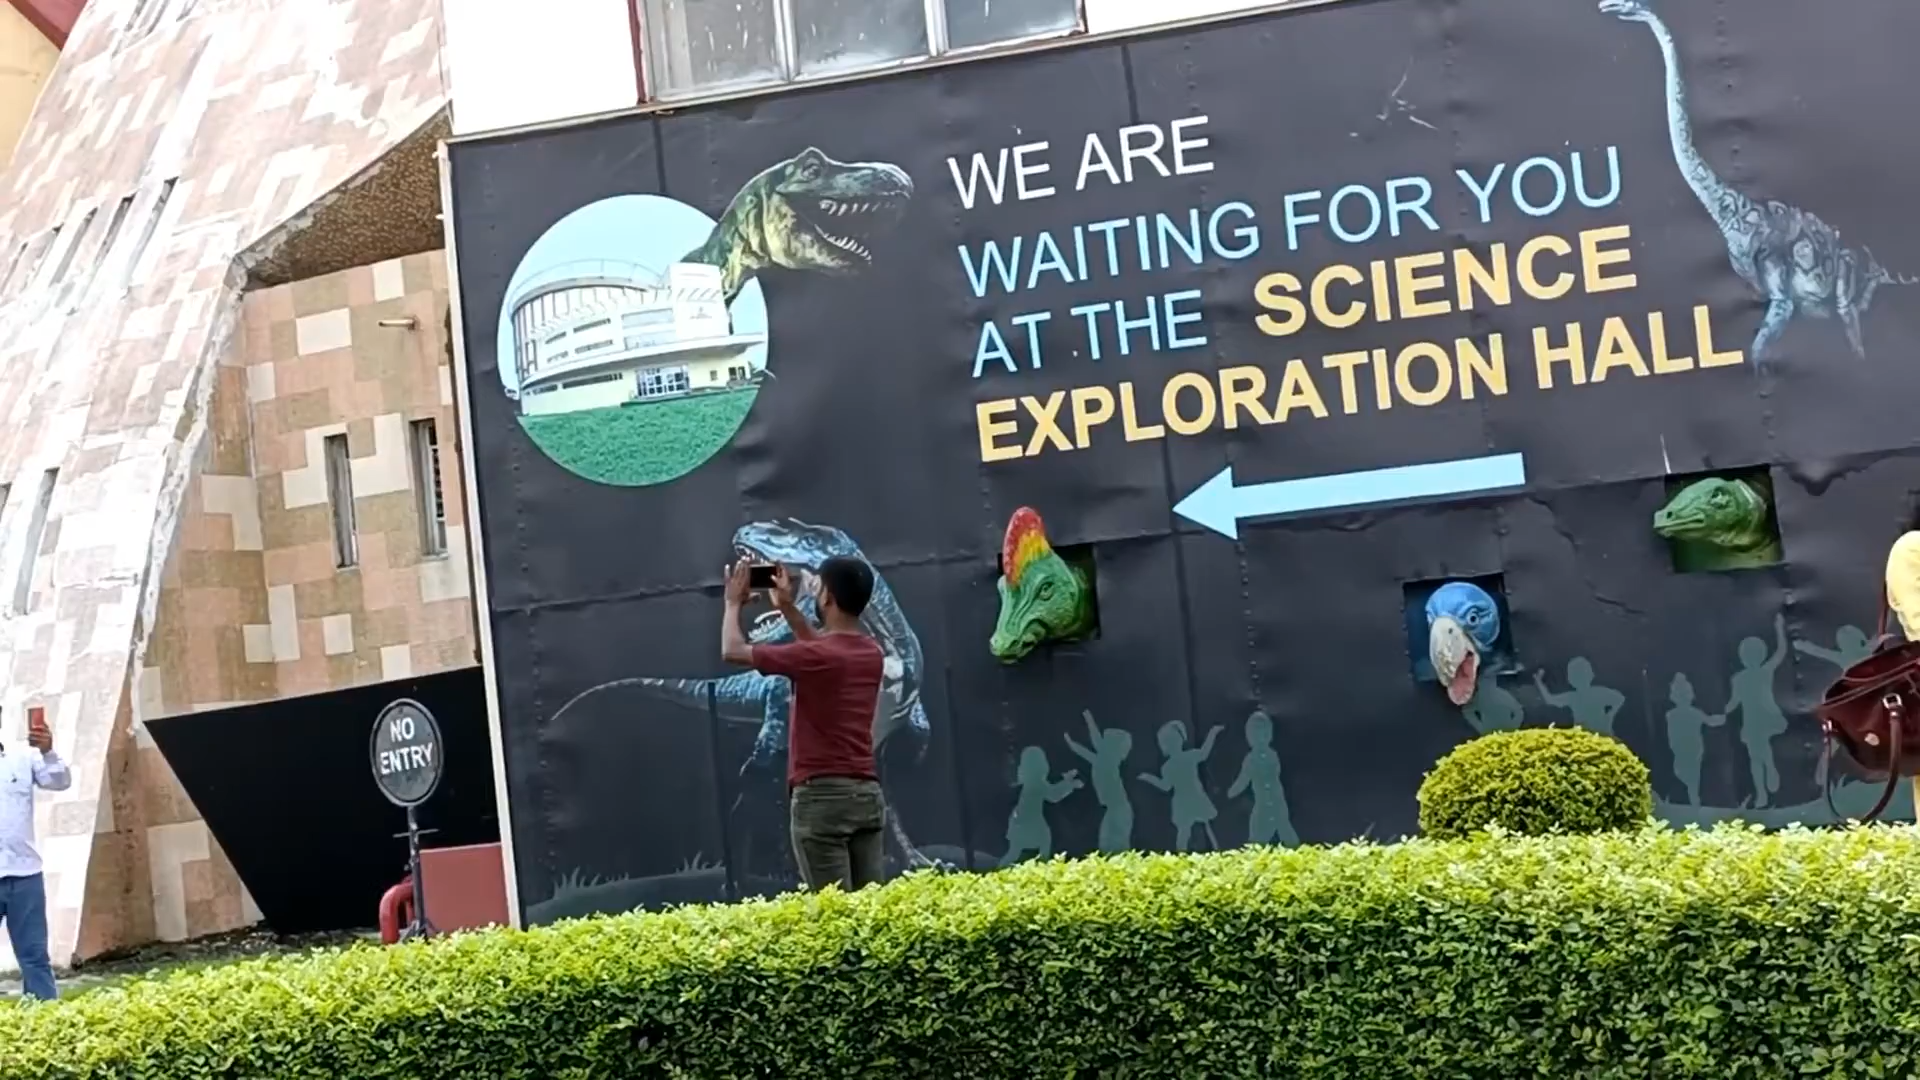 WE ARE
WAITING FOR YOU
AT THE SCIENCE
EXPLORATION HALL
NO
ENTRY